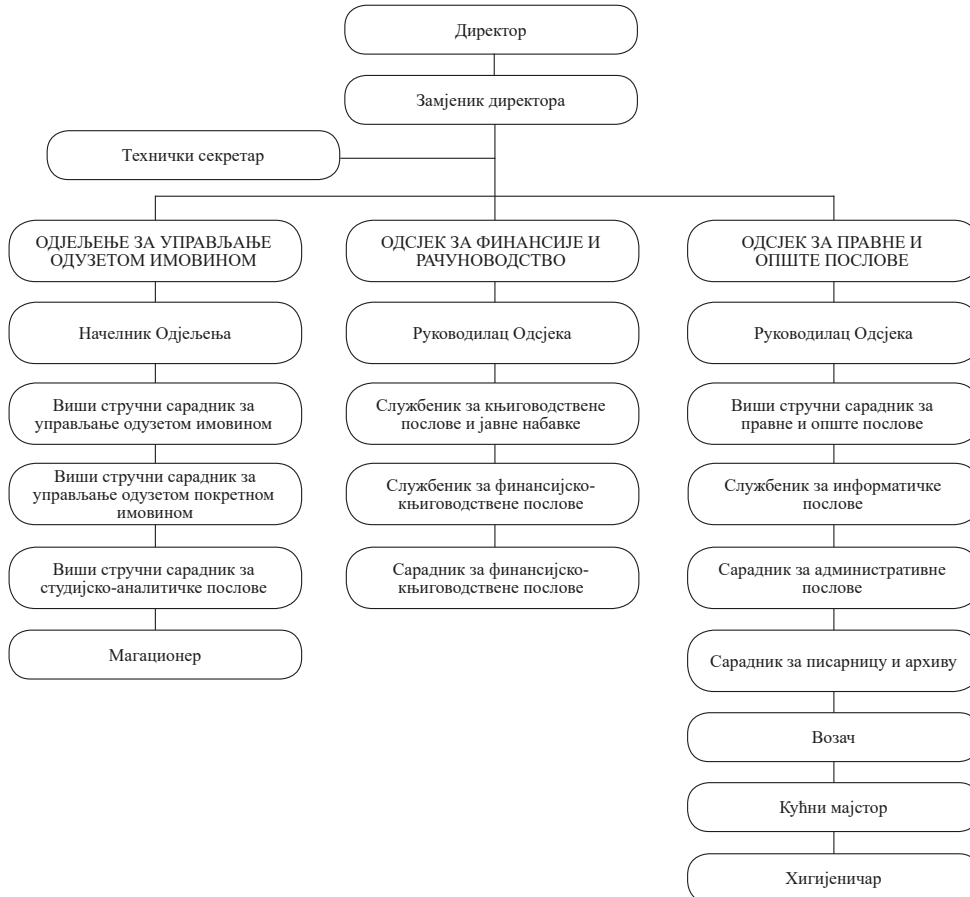 Директор
Замјеник директора
Технички секретар
ОДЈЕЉЕЊЕ ЗА УПРАВЉАЊЕ
ОДУЗЕТОМ ИМОВИНОМ
Начелник Одјељења
Виши стручни сарадник за
управљање одузетом имовином
Виши стручни сарадник за
управљање одузетом покретном
имовином
Виши стручни сарадник за
студијско-аналитичке послове
Магационер
ОДСЈЕК ЗА ФИНАНСИЈЕ И
РАЧУНОВОДСТВО
Руководилац Одсјека
Службеник за књиговодствене
послове и јавне набавке
Службеник за финансијско-
књиговодствене послове
Сарадник за финансијско-
књиговодствене послове
ОДСЈЕК ЗА ПРАВНЕ И
ОПШТЕ ПОСЛОВЕ
Руководилац Одсјека
Виши стручни сарадник за
правне и опште послове
Службеник за информатичке
послове
Сарадник за административне
послове
Сарадник за писарницу и архиву
Возач
Кућни мајстор
Хигијеничар